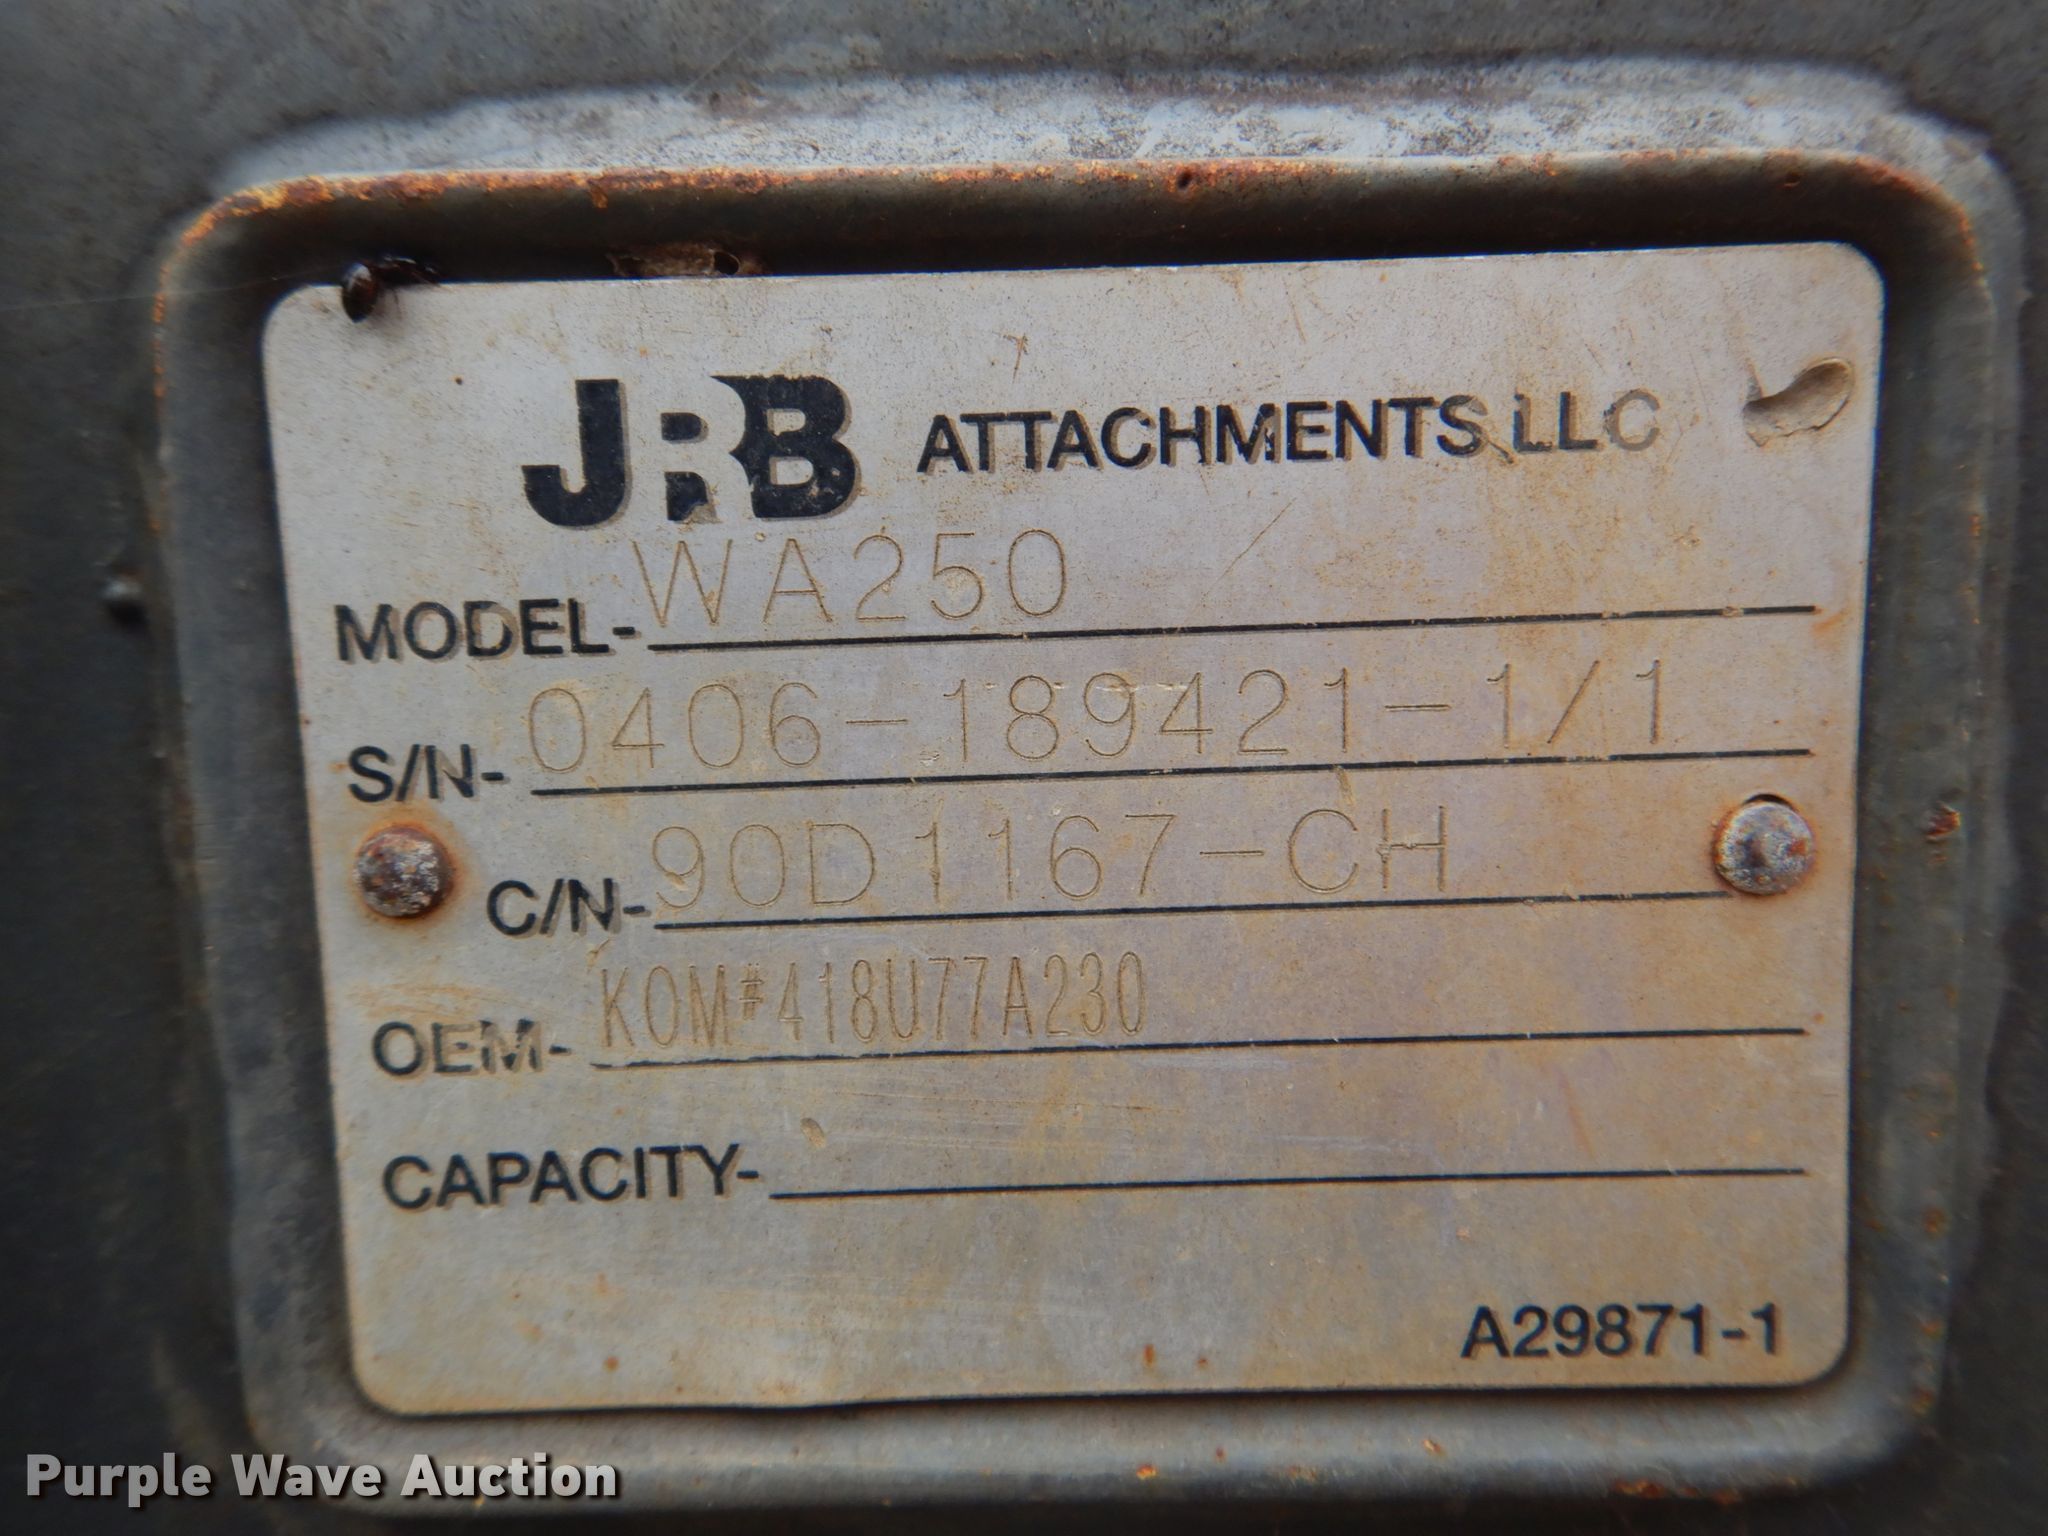 JRB ATTACHMENTS, LLC
MODEL- WA250
S/N- 0406-189421-1/1
C/N- 90D1167-CH
OEM- KOM#418U77A230
CAPACITY-
A29871-1
Purple Wave Auction